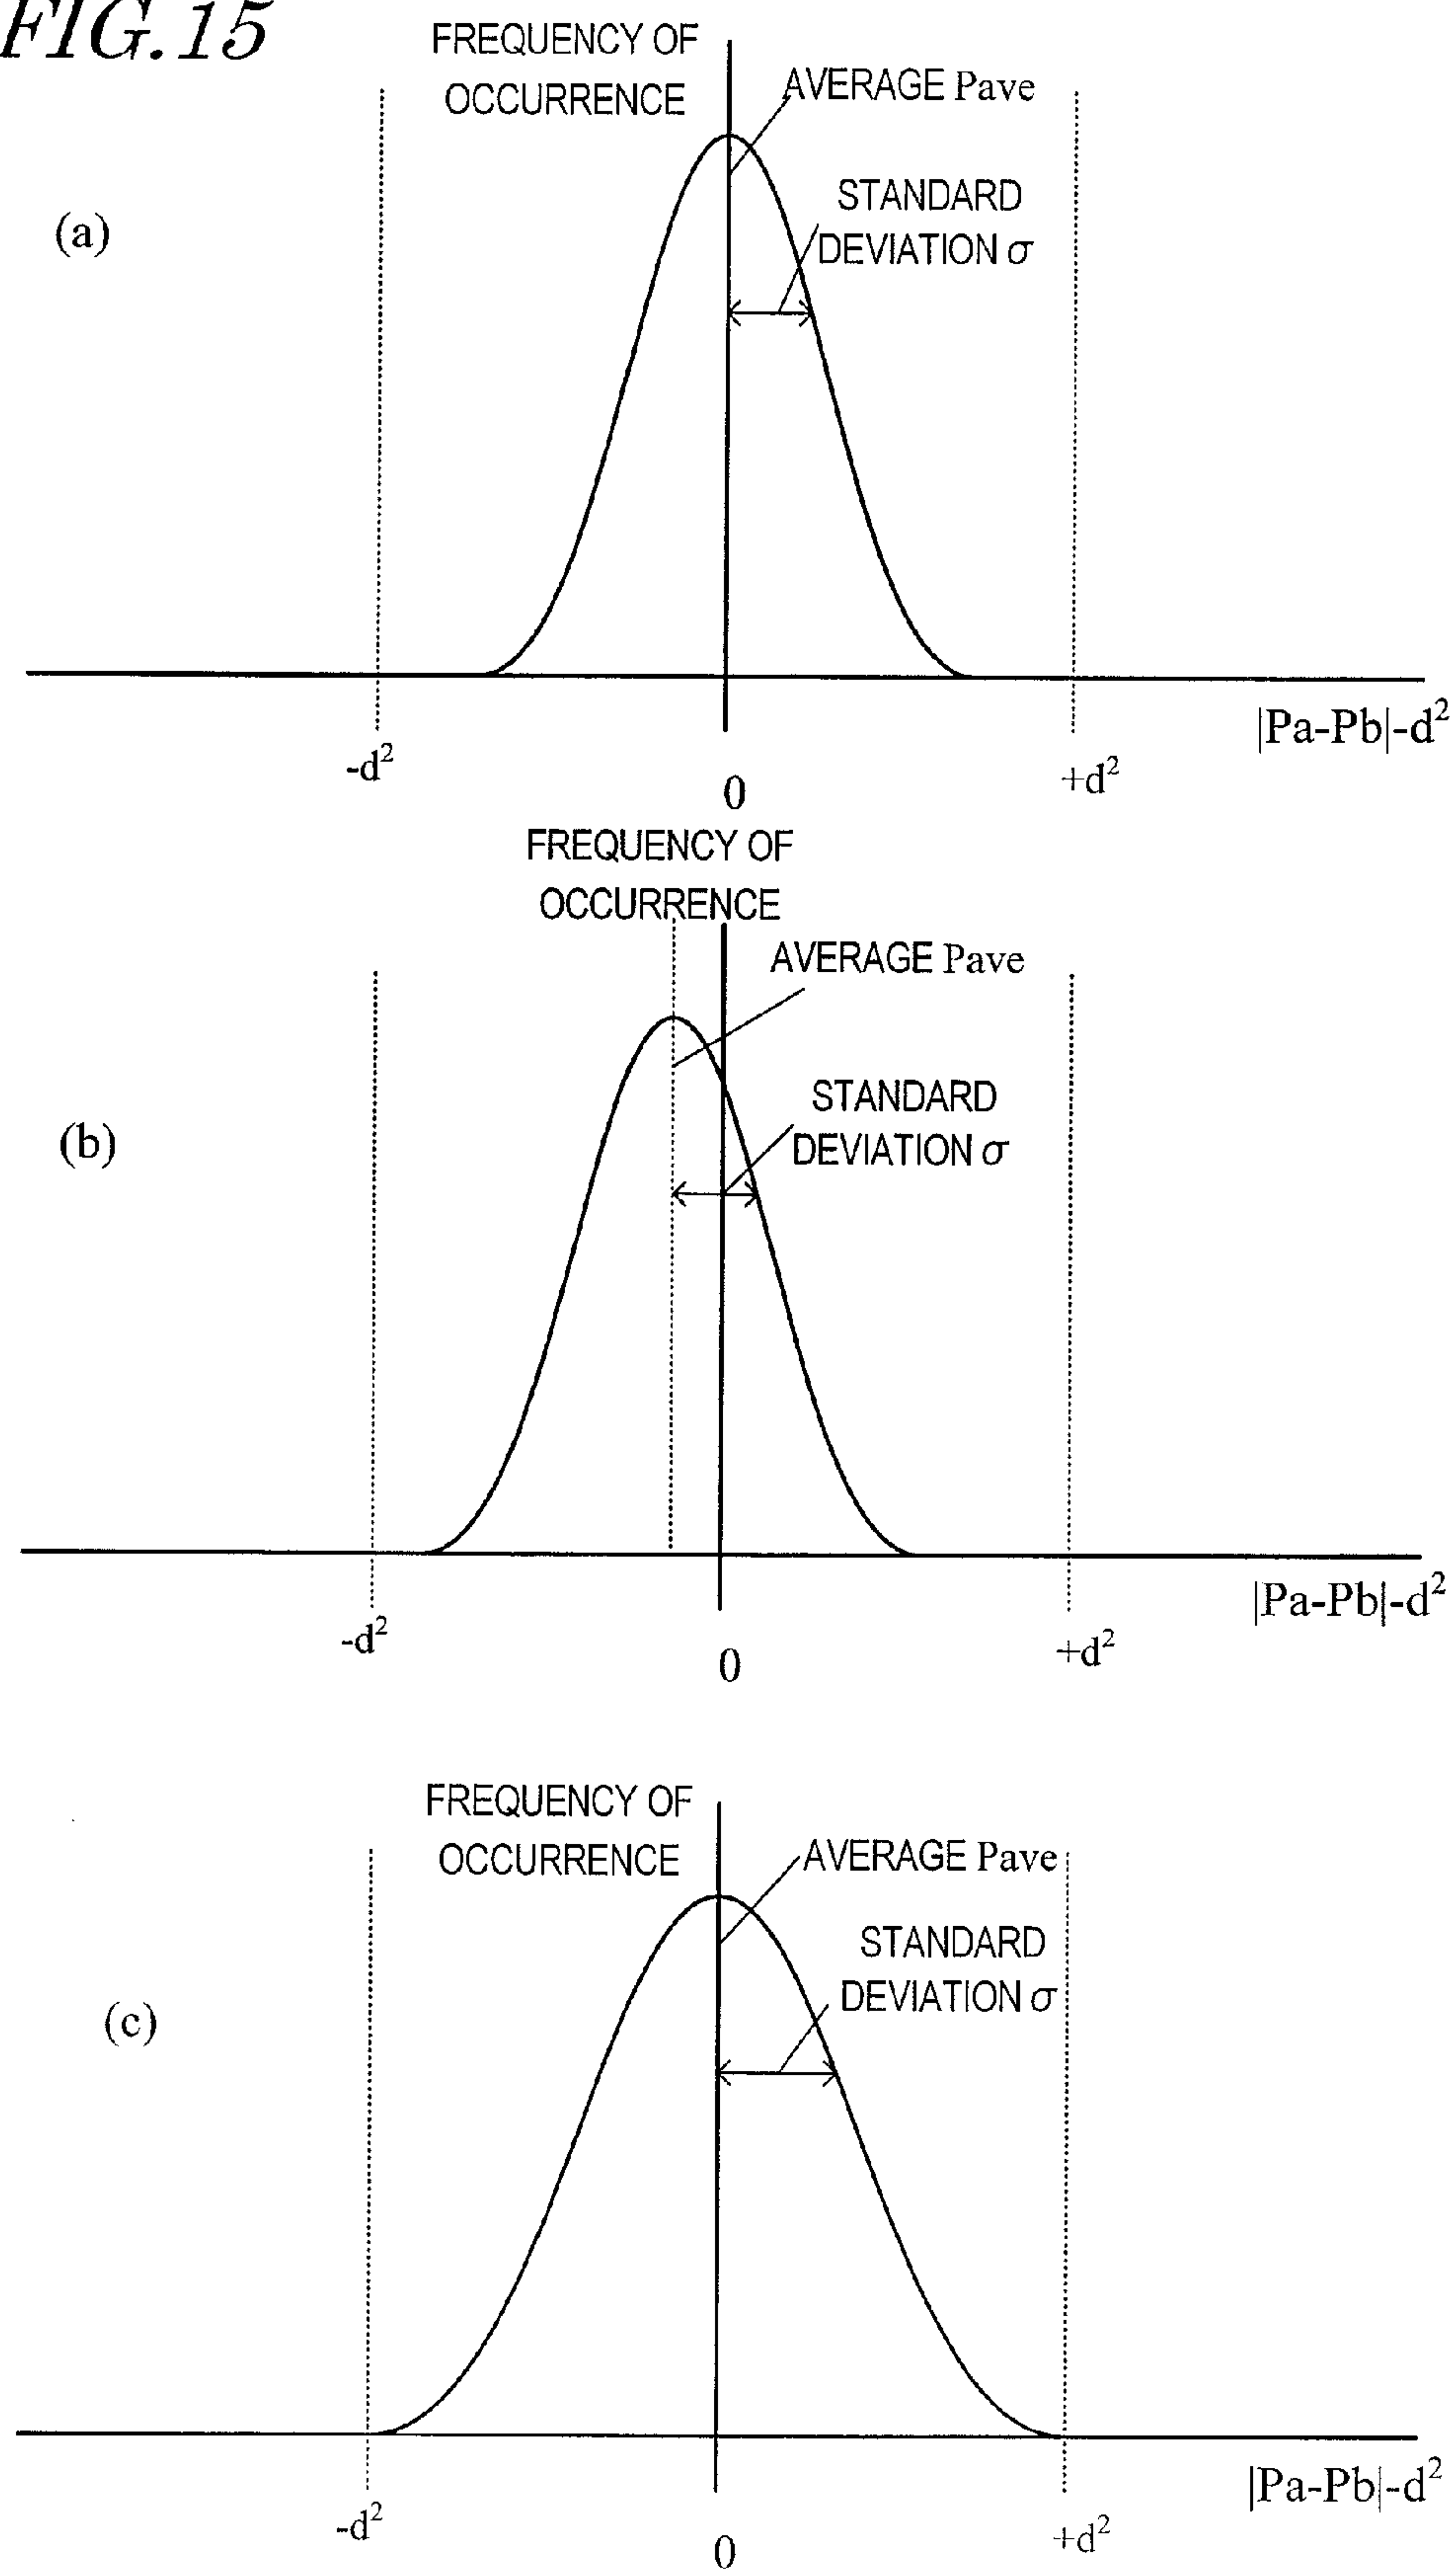 FIG.15
FREQUENCY OF
OCCURRENCE
AVERAGE Pave
STANDARD
DEVIATION σ
(a)
|Pa-Pb|-d²
-d²
0
+d²
FREQUENCY OF
OCCURRENCE
AVERAGE Pave
STANDARD
DEVIATION σ
(b)
|Pa-Pb|-d²
-d²
0
+d²
FREQUENCY OF
OCCURRENCE
AVERAGE Pave
STANDARD
DEVIATION σ
(c)
|Pa-Pb|-d²
-d²
0
+d²